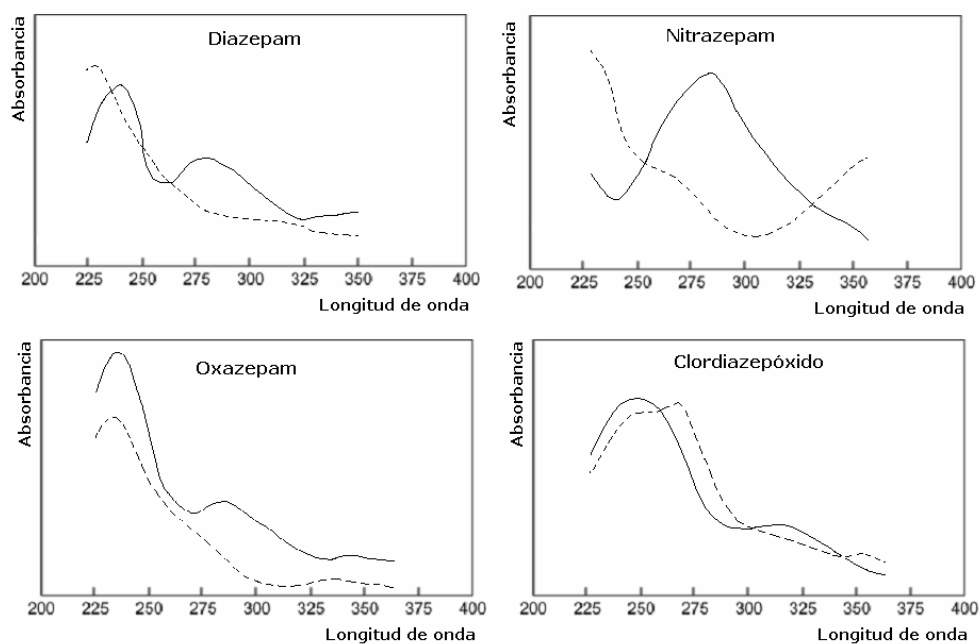 Diazepam
Absorbancia
200 225 250 275 300 325 350 375 400
Longitud de onda
Nitrazepam
Absorbancia
200 225 250 275 300 325 350 375 400
Longitud de onda
Oxazepam
Absorbancia
200 225 250 275 300 325 350 375 400
Longitud de onda
Clordiazepóxido
Absorbancia
200 225 250 275 300 325 350 375 400
Longitud de onda